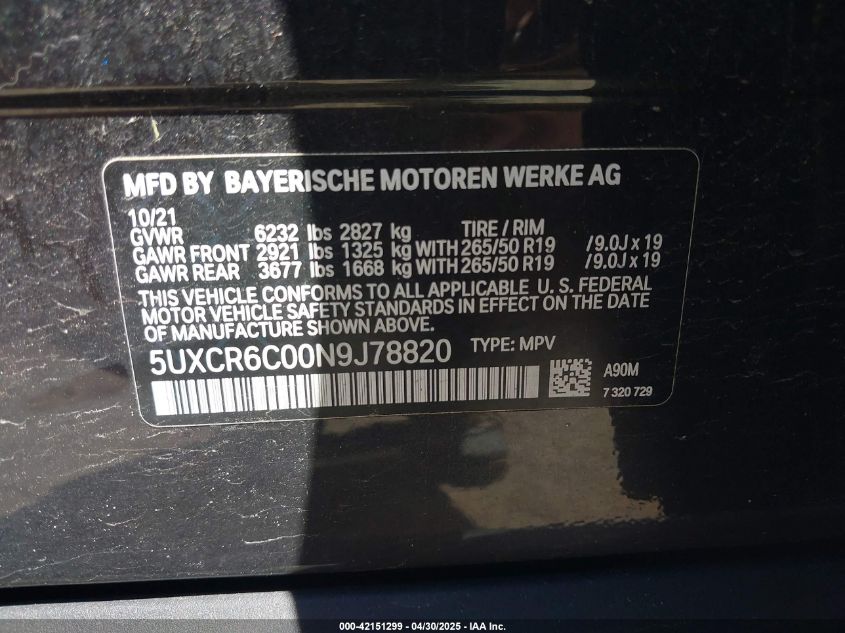 MFD BY BAYERISCHE MOTOREN WERKE AG
10/21
GVWR 6232 lbs 2827 kg TIRE / RIM
GAWR FRONT 2921 lbs 1325 kg WITH 265/50 R19 /9.0J x 19
GAWR REAR 3677 lbs 1668 kg WITH 265/50 R19 /9.0J x 19
THIS VEHICLE CONFORMS TO ALL APPLICABLE U. S. FEDERAL
MOTOR VEHICLE SAFETY STANDARDS IN EFFECT ON THE DATE
OF MANUFACTURE SHOWN ABOVE.
5UXCR6C00N9J78820 TYPE: MPV
A90M
7 320 729
000-42151299 - 04/30/2025 - IAA Inc.